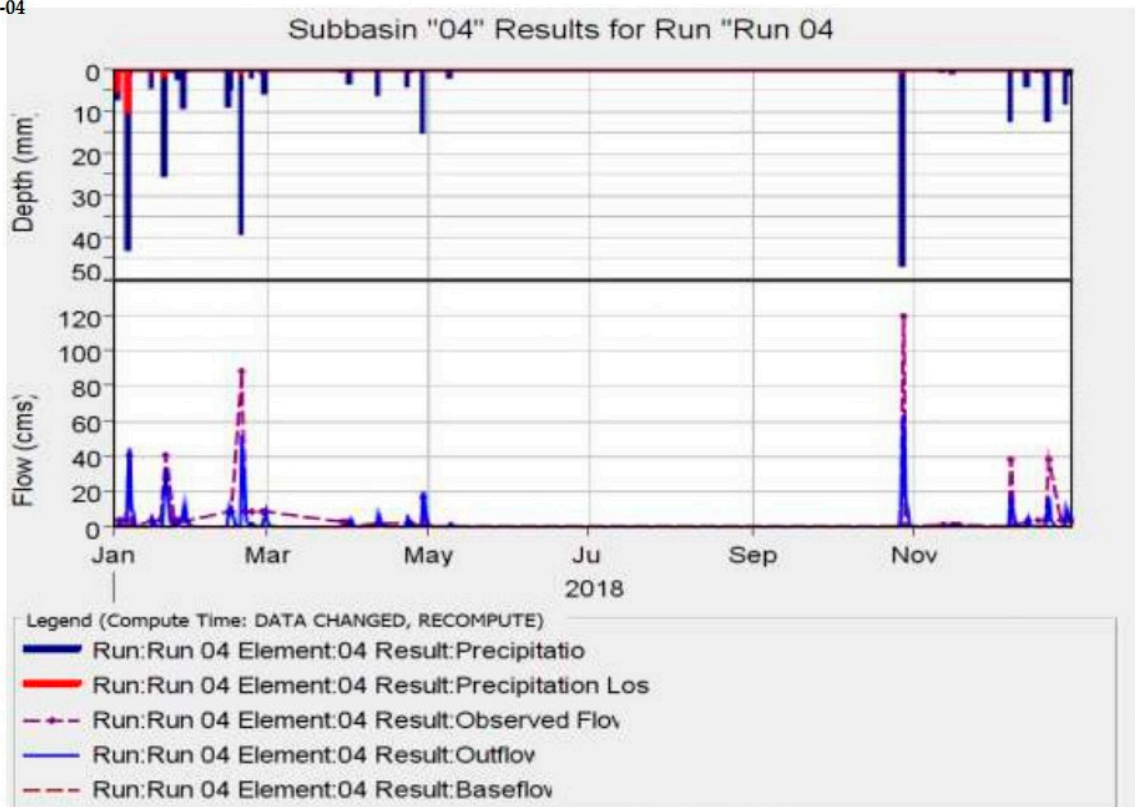 -04
Subbasin "04" Results for Run "Run 04
Depth (mm)
0
10
20
30
40
50
Flow (cms)
120
100
80
60
40
20
0
Jan Mar May Ju Sep Nov
2018
Legend (Compute Time: DATA CHANGED, RECOMPUTE)
Run:Run 04 Element:04 Result:Precipitatio
Run:Run 04 Element:04 Result:Precipitation Los
Run:Run 04 Element:04 Result:Observed Flov
Run:Run 04 Element:04 Result:Outflov
Run:Run 04 Element:04 Result:Baseflov